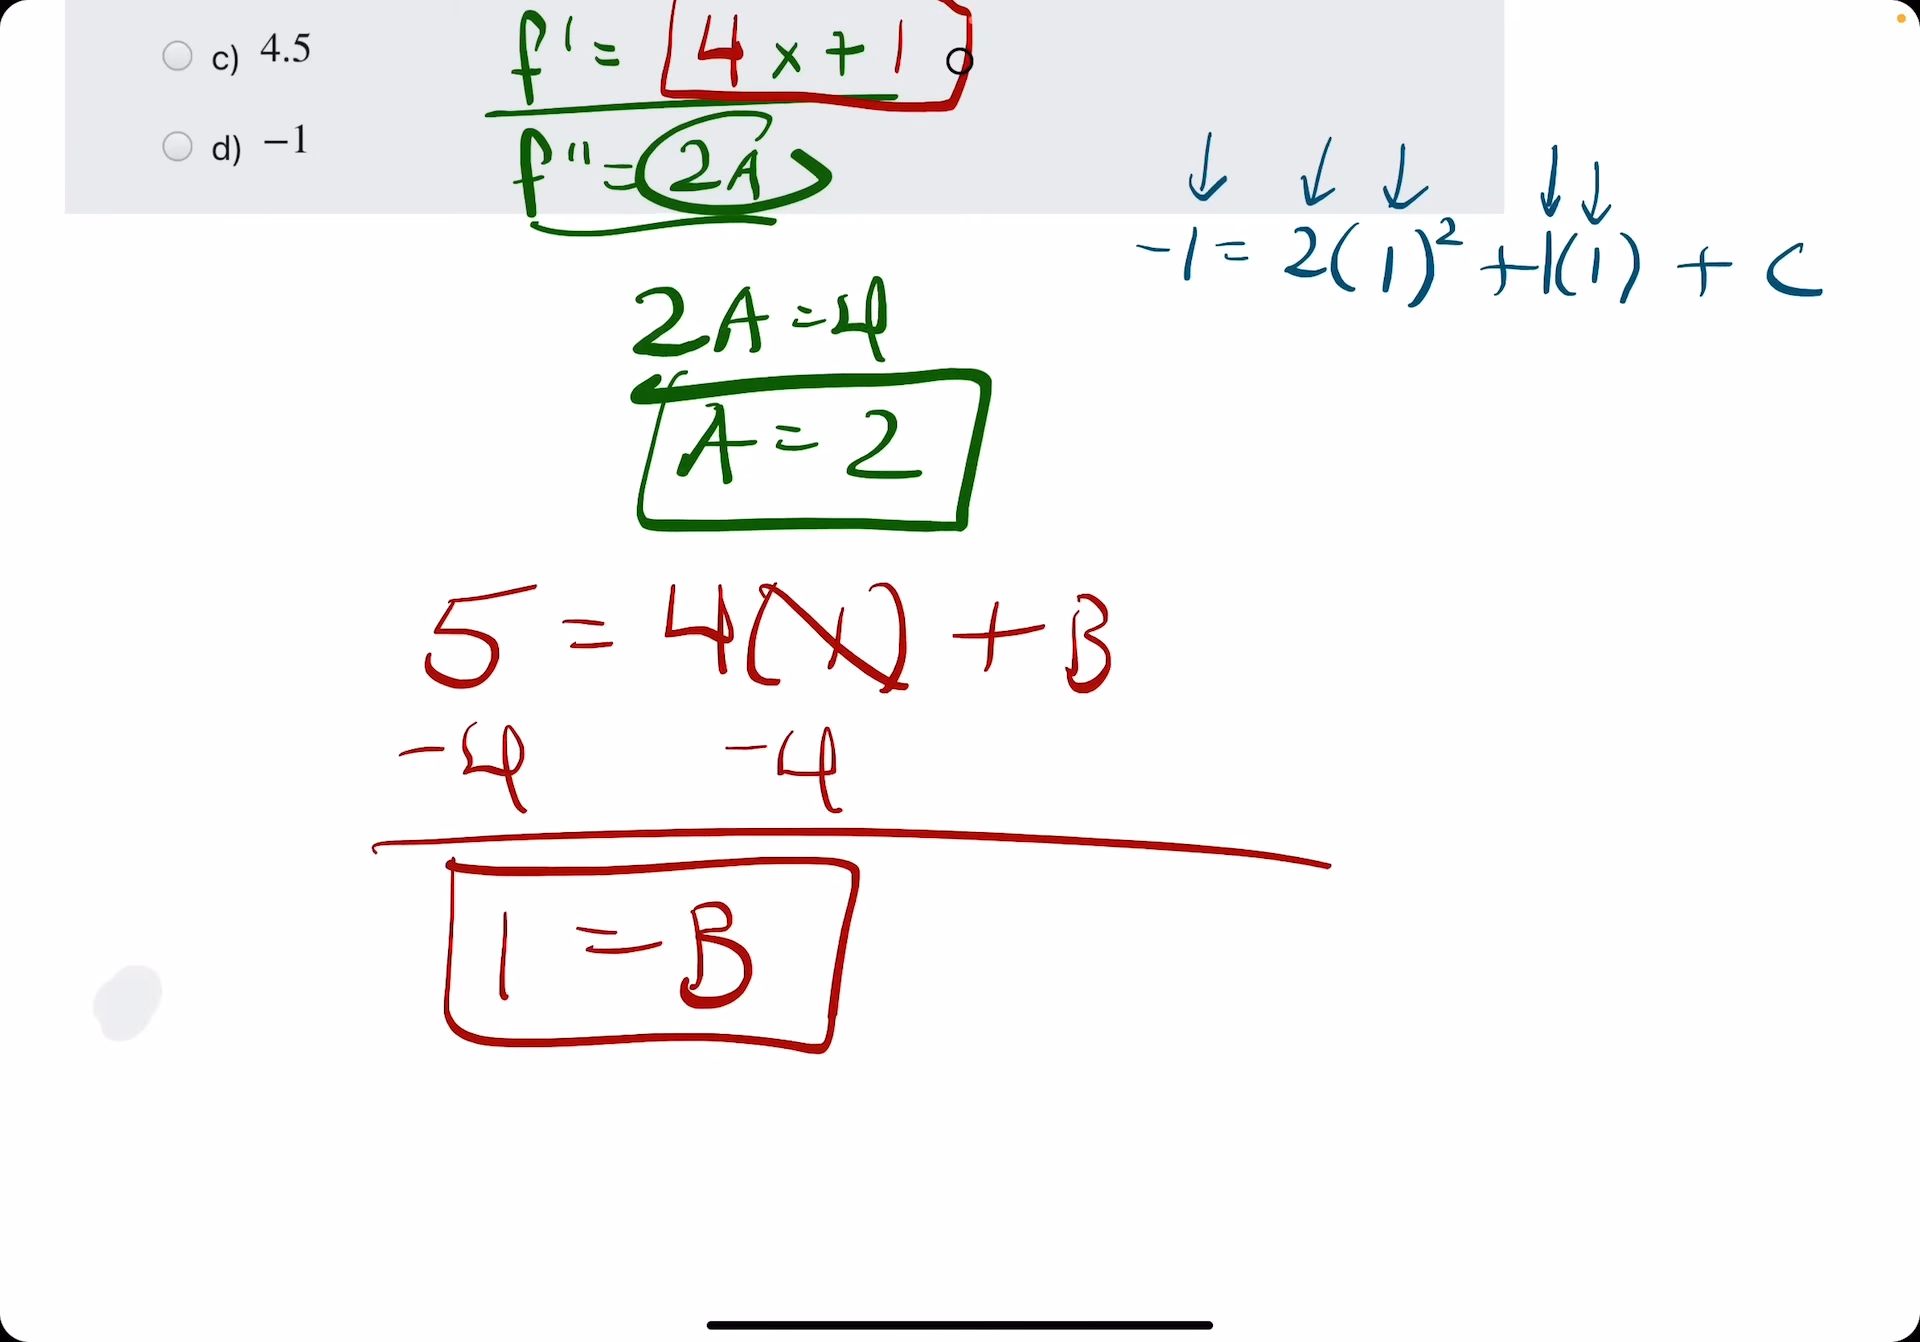 c) 4.5
f' = 4x + 1
d) −1
f'' = 2A
-1 = 2(1)² + 1(1) + C
2A = 4
A = 2
5 = 4(1) + B
-4 -4
1 = B